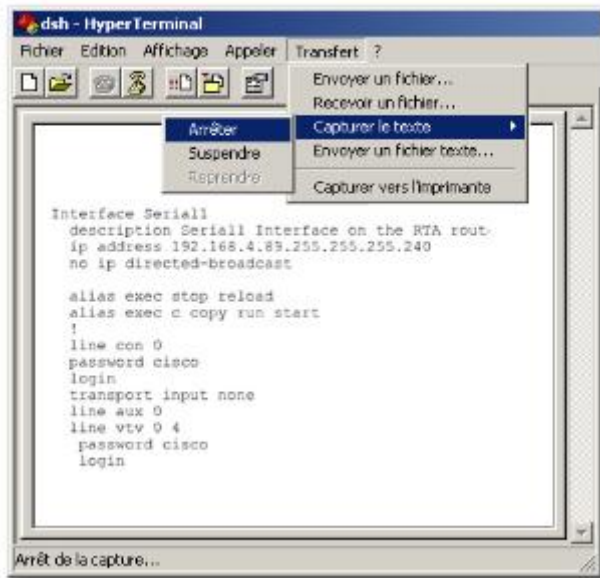 dsh - HyperTerminal
Fichier Edition Affichage Appeler Transfert ?
Envoyer un fichier...
Recevoir un fichier...
Capturer le texte
Envoyer un fichier texte...
Capturer vers l'imprimante
Arrêter
Suspendre
Reprendre
Interface Serial1
description Serial1 Interface on the RTA rout
ip address 192.168.4.89.255.255.255.240
no ip directed-broadcast
alias exec stop reload
alias exec c copy run start
!
line con 0
password cisco
login
transport input none
line aux 0
line vtv 0 4
password cisco
login
Arrêt de la capture...